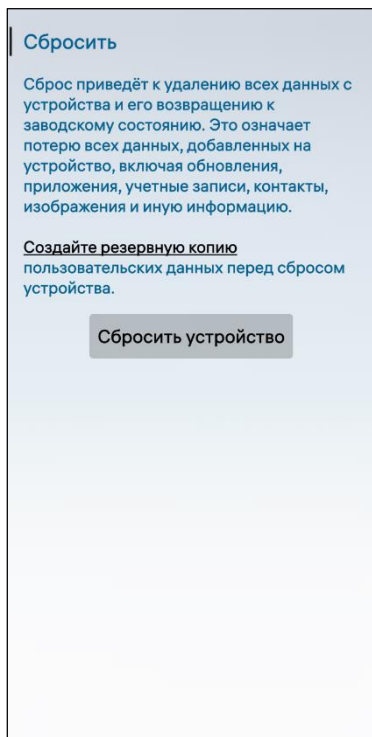 Сбросить
Сброс приведёт к удалению всех данных с
устройства и его возвращению к
заводскому состоянию. Это означает
потерю всех данных, добавленных на
устройство, включая обновления,
приложения, учетные записи, контакты,
изображения и иную информацию.
Создайте резервную копию
пользовательских данных перед сбросом
устройства.
Сбросить устройство